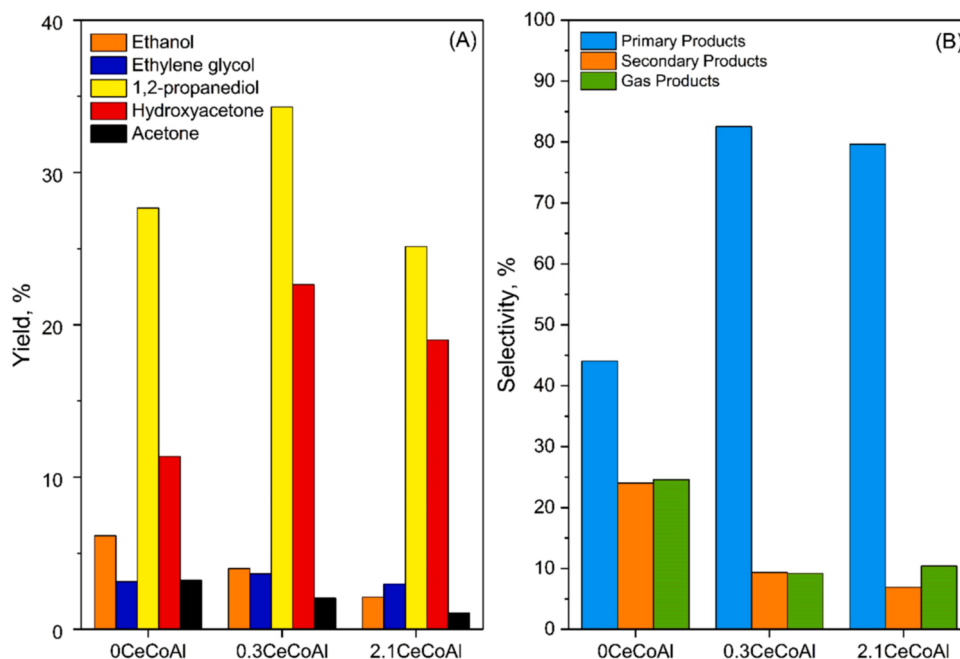 (A)
Ethanol
Ethylene glycol
1,2-propanediol
Hydroxyacetone
Acetone
40
30
20
10
0
Yield, %
0CeCoAl 0.3CeCoAl 2.1CeCoAl
(B)
Primary Products
Secondary Products
Gas Products
100
90
80
70
60
50
40
30
20
10
0
Selectivity, %
0CeCoAl 0.3CeCoAl 2.1CeCoAl